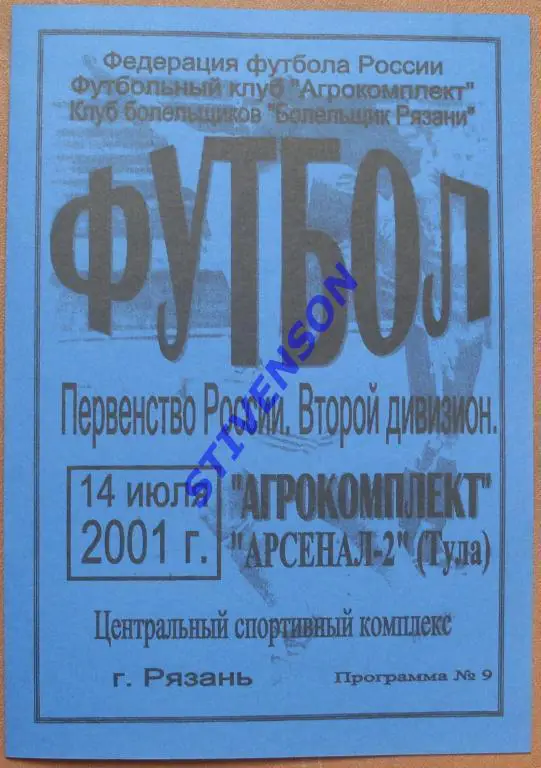 Федерация футбола России
Футбольный клуб "Агрокомплект"
Клуб болельщиков "Болельщик Рязани"
ФУТБОЛ
Первенство России. Второй дивизион.
14 июля
2001 г.
"АГРОКОМПЛЕКТ"
"АРСЕНАЛ-2" (Тула)
Центральный спортивный комплекс
г. Рязань
Программа № 9
STIVENSON